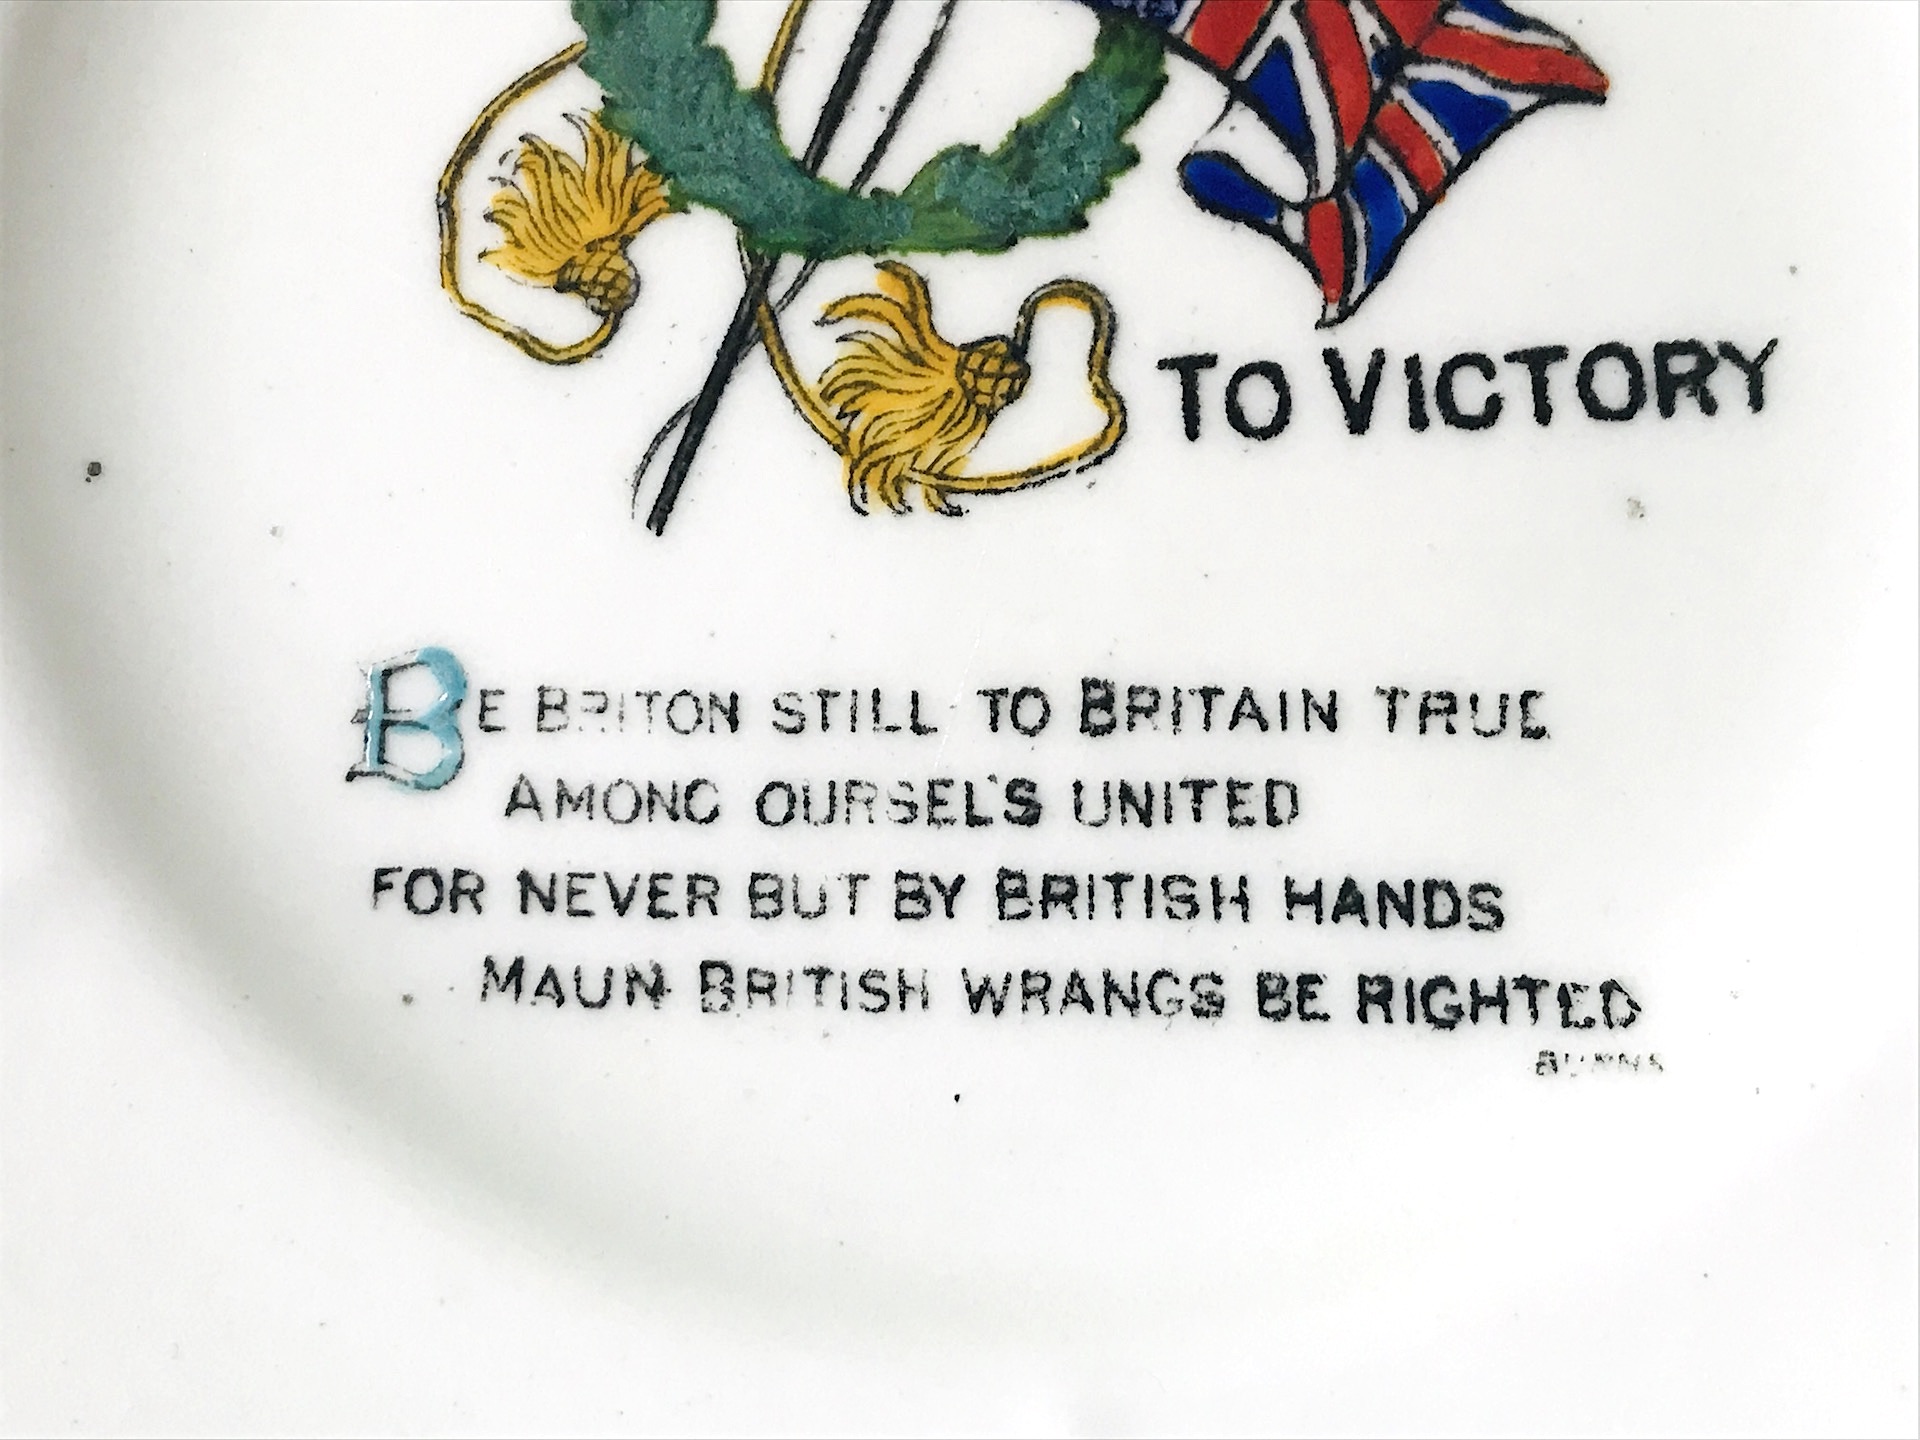 TO VICTORY
BE BRITON STILL TO BRITAIN TRUE
AMONG OURSEL'S UNITED
FOR NEVER BUT BY BRITISH HANDS
MAUN BRITISH WRANGS BE RIGHTED
BURNS